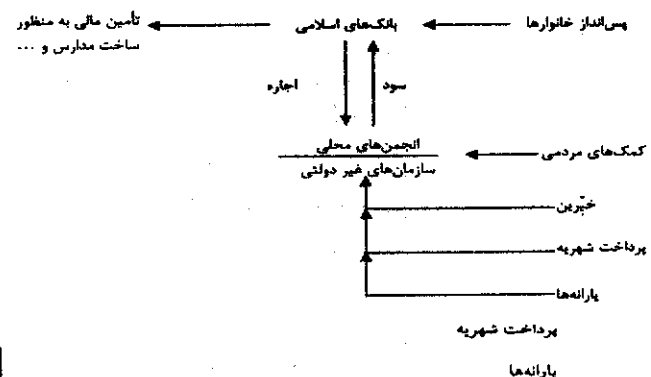 پس‌انداز خانوارها
بانک‌های اسلامی
تأمین مالی به منظور
ساخت مدارس و ...
سود
اجاره
انجمن‌های محلی
سازمان‌های غیر دولتی
کمک‌های مردمی
خیّرین
پرداخت شهریه
یارانه‌ها
پرداخت شهریه
یارانه‌ها